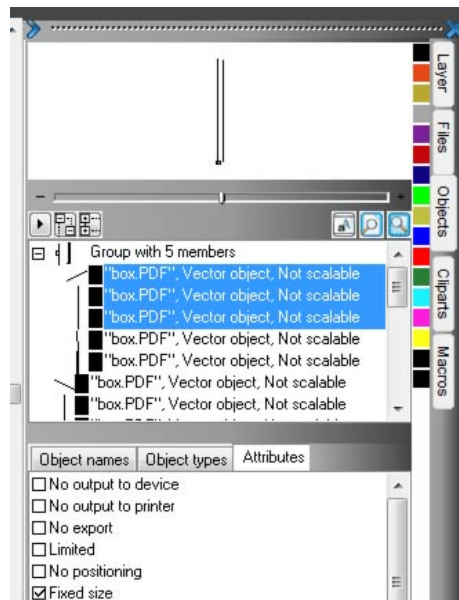 Layer
Files
Objects
Cliparts
Macros
Group with 5 members
"box.PDF", Vector object, Not scalable
"box.PDF", Vector object, Not scalable
"box.PDF", Vector object, Not scalable
"box.PDF", Vector object, Not scalable
"box.PDF", Vector object, Not scalable
"box.PDF", Vector object, Not scalable
"box.PDF", Vector object, Not scalable
Object names Object types Attributes
No output to device
No output to printer
No export
Limited
No positioning
Fixed size